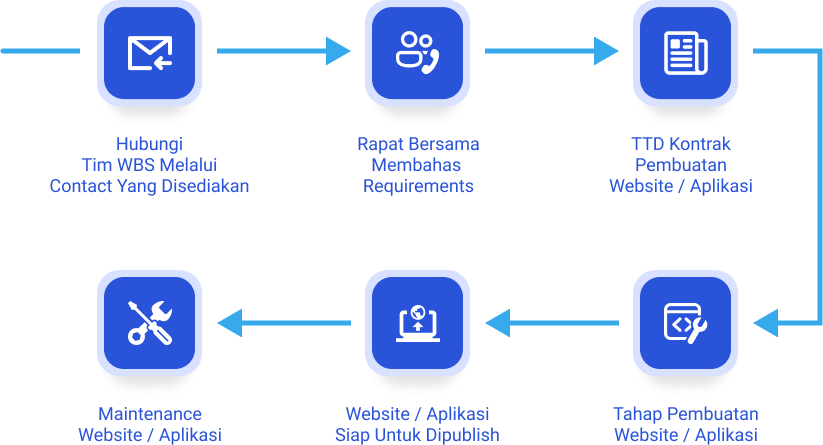 Hubungi
Tim WBS Melalui
Contact Yang Disediakan
Rapat Bersama
Membahas
Requirements
TTD Kontrak
Pembuatan
Website / Aplikasi
Tahap Pembuatan
Website / Aplikasi
Website / Aplikasi
Siap Untuk Dipublish
Maintenance
Website / Aplikasi